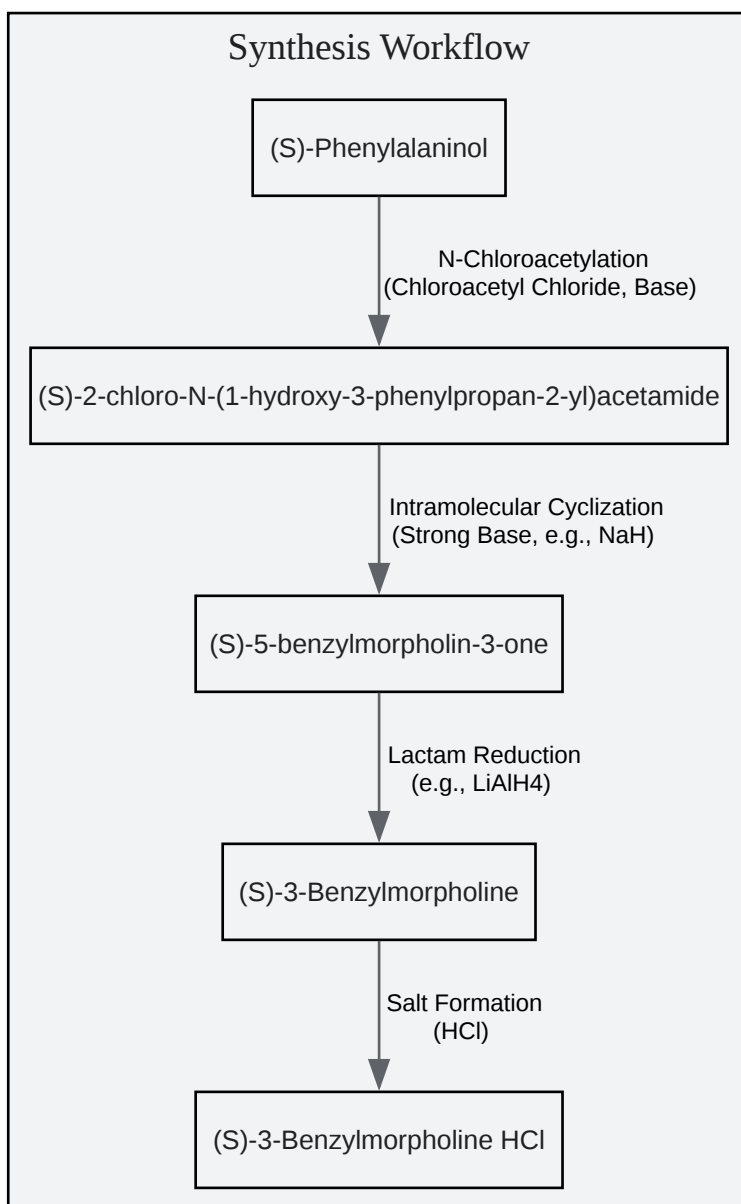 Synthesis Workflow
(S)-Phenylalaninol
N-Chloroacetylation
(Chloroacetyl Chloride, Base)
(S)-2-chloro-N-(1-hydroxy-3-phenylpropan-2-yl)acetamide
Intramolecular Cyclization
(Strong Base, e.g., NaH)
(S)-5-benzylmorpholin-3-one
Lactam Reduction
(e.g., LiAlH4)
(S)-3-Benzylmorpholine
Salt Formation
(HCl)
(S)-3-Benzylmorpholine HCl